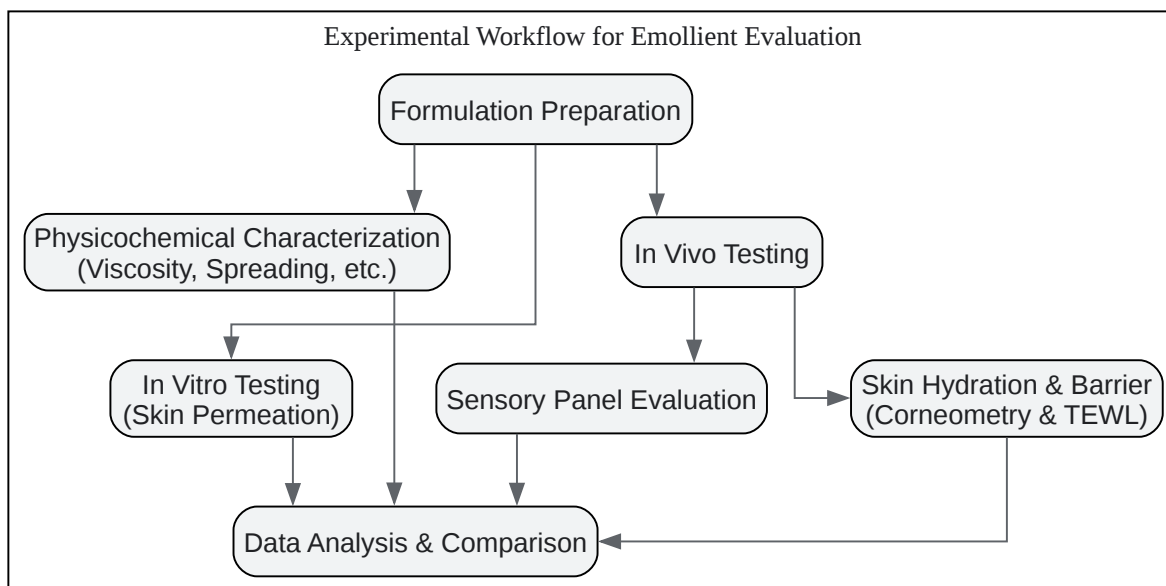 Experimental Workflow for Emollient Evaluation
Formulation Preparation
Physicochemical Characterization
(Viscosity, Spreading, etc.)
In Vivo Testing
In Vitro Testing
(Skin Permeation)
Sensory Panel Evaluation
Skin Hydration & Barrier
(Corneometry & TEWL)
Data Analysis & Comparison